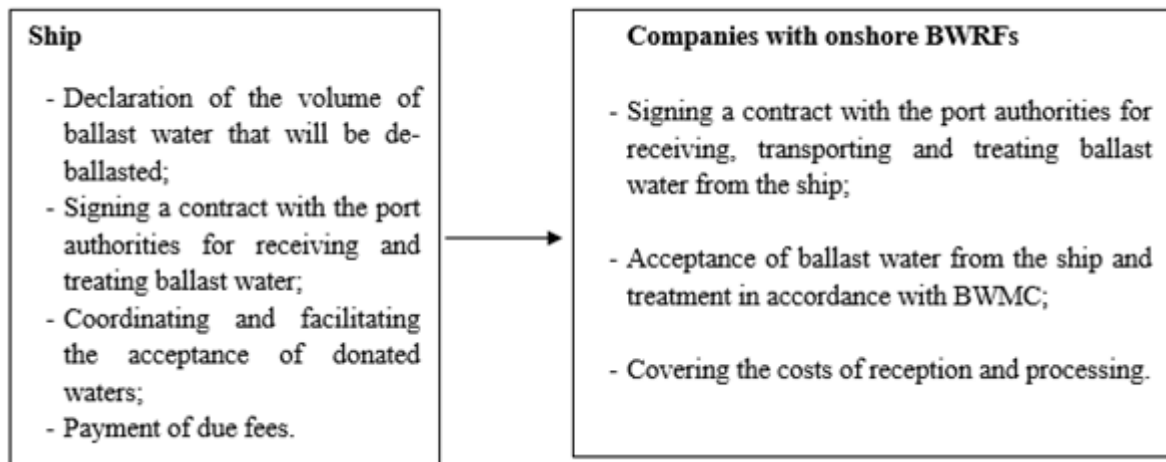 Ship
- Declaration of the volume of
ballast water that will be de-
ballasted;
- Signing a contract with the port
authorities for receiving and
treating ballast water;
- Coordinating and facilitating
the acceptance of donated
waters;
- Payment of due fees.
Companies with onshore BWRFs
- Signing a contract with the port authorities for
receiving, transporting and treating ballast
water from the ship;
- Acceptance of ballast water from the ship and
treatment in accordance with BWMC;
- Covering the costs of reception and processing.